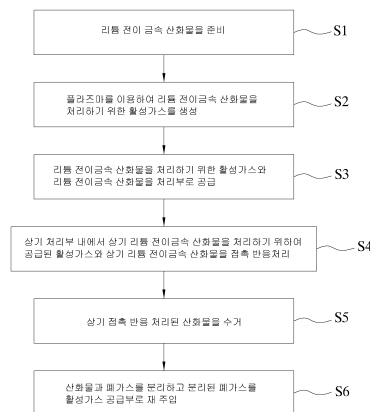 리튬 전이 금속 산화물을 준비
S1
플라즈마를 이용하여 리튬 전이금속 산화물을
처리하기 위한 활성가스를 생성
S2
리튬 전이금속 산화물을 처리하기 위한 활성가스와
리튬 전이금속 산화물을 처리부로 공급
S3
상기 처리부 내에서 상기 리튬 전이금속 산화물을 처리하기 위하여
공급된 활성가스와 상기 리튬 전이금속 산화물을 접촉 반응처리
S4
상기 접촉 반응 처리된 산화물을 수거
S5
산화물과 폐가스를 분리하고 분리된 폐가스를
활성가스 공급부로 재 주입
S6